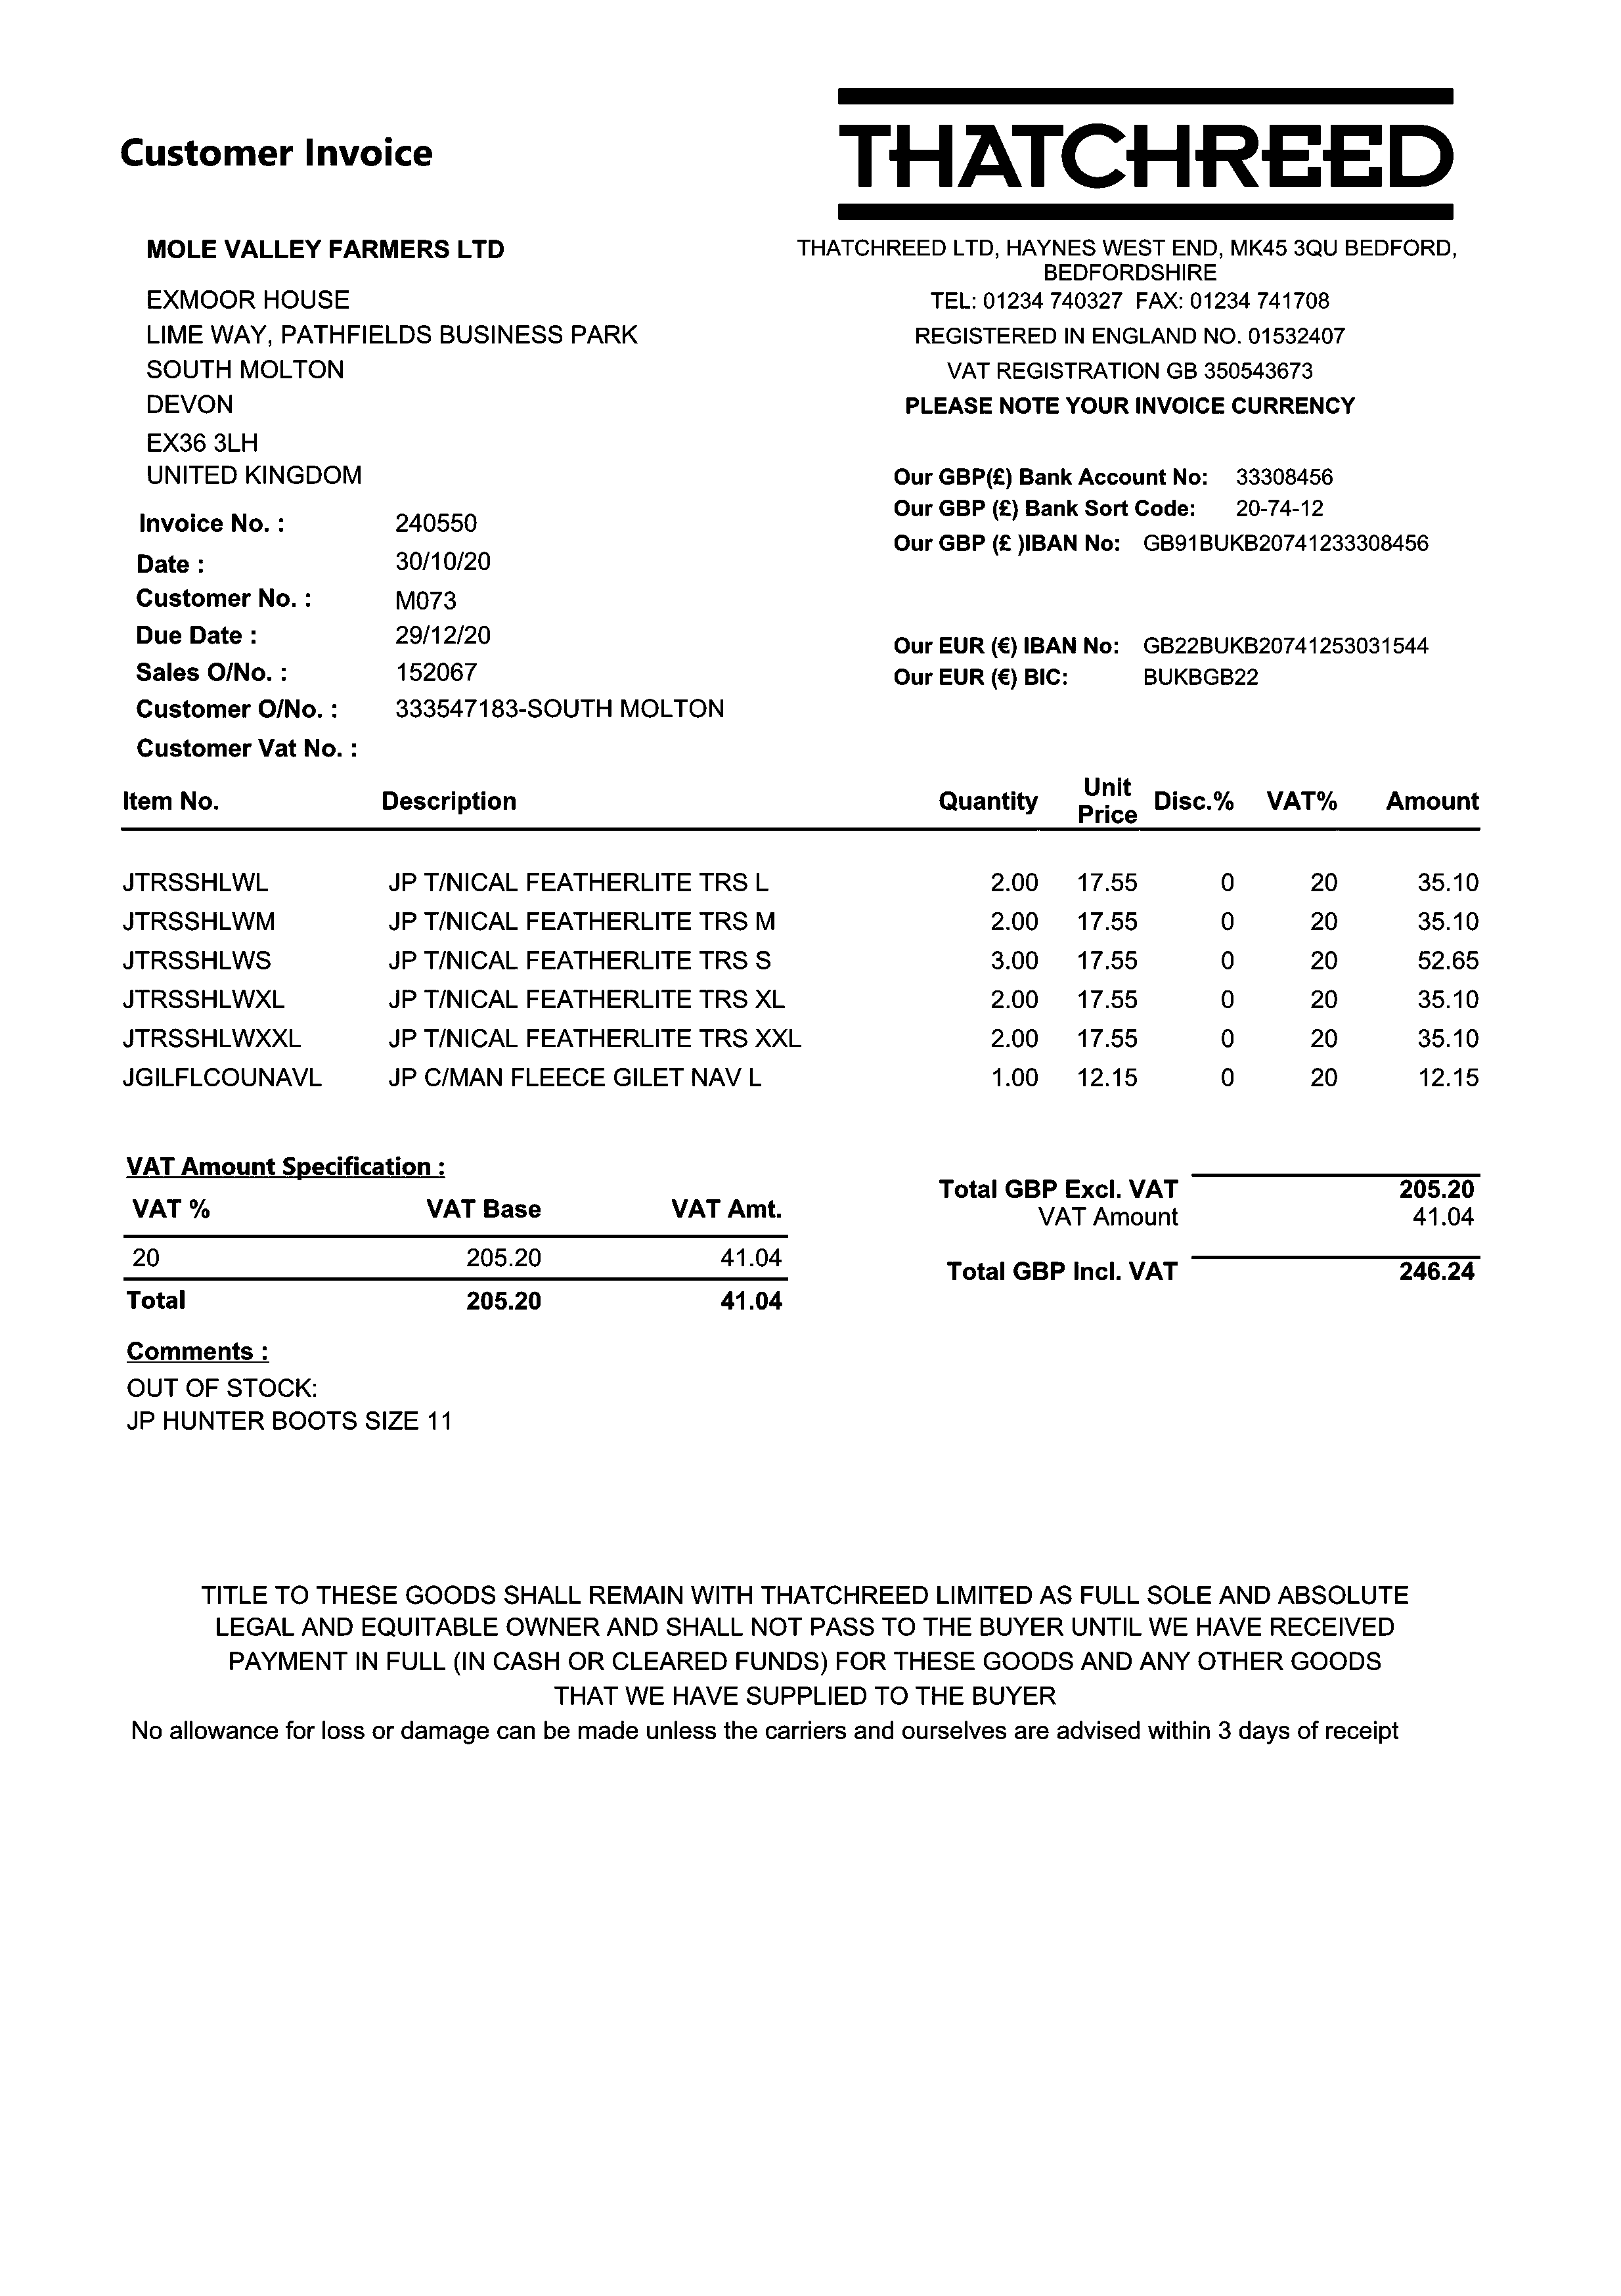 Customer Invoice
THATCHREED
MOLE VALLEY FARMERS LTD
EXMOOR HOUSE
LIME WAY, PATHFIELDS BUSINESS PARK
SOUTH MOLTON
DEVON
EX36 3LH
UNITED KINGDOM
THATCHREED LTD, HAYNES WEST END, MK45 3QU BEDFORD,
BEDFORDSHIRE
TEL: 01234 740327 FAX: 01234 741708
REGISTERED IN ENGLAND NO. 01532407
VAT REGISTRATION GB 350543673
PLEASE NOTE YOUR INVOICE CURRENCY
Our GBP(£) Bank Account No: 33308456
Our GBP (£) Bank Sort Code: 20-74-12
Our GBP (£ )IBAN No: GB91BUKB20741233308456
Our EUR (€) IBAN No: GB22BUKB20741253031544
Our EUR (€) BIC: BUKBGB22
Invoice No. : 240550
Date : 30/10/20
Customer No. : M073
Due Date : 29/12/20
Sales O/No. : 152067
Customer O/No. : 333547183-SOUTH MOLTON
Customer Vat No. :
Item No. Description Quantity Unit Price Disc.% VAT% Amount
JTRSSHLWL JP T/NICAL FEATHERLITE TRS L 2.00 17.55 0 20 35.10
JTRSSHLWM JP T/NICAL FEATHERLITE TRS M 2.00 17.55 0 20 35.10
JTRSSHLWS JP T/NICAL FEATHERLITE TRS S 3.00 17.55 0 20 52.65
JTRSSHLWXL JP T/NICAL FEATHERLITE TRS XL 2.00 17.55 0 20 35.10
JTRSSHLWXXL JP T/NICAL FEATHERLITE TRS XXL 2.00 17.55 0 20 35.10
JGILFLCOUNAVL JP C/MAN FLEECE GILET NAV L 1.00 12.15 0 20 12.15
VAT Amount Specification :
VAT % VAT Base VAT Amt.
20 205.20 41.04
Total 205.20 41.04
Total GBP Excl. VAT 205.20
VAT Amount 41.04
Total GBP Incl. VAT 246.24
Comments :
OUT OF STOCK:
JP HUNTER BOOTS SIZE 11
TITLE TO THESE GOODS SHALL REMAIN WITH THATCHREED LIMITED AS FULL SOLE AND ABSOLUTE
LEGAL AND EQUITABLE OWNER AND SHALL NOT PASS TO THE BUYER UNTIL WE HAVE RECEIVED
PAYMENT IN FULL (IN CASH OR CLEARED FUNDS) FOR THESE GOODS AND ANY OTHER GOODS
THAT WE HAVE SUPPLIED TO THE BUYER
No allowance for loss or damage can be made unless the carriers and ourselves are advised within 3 days of receipt